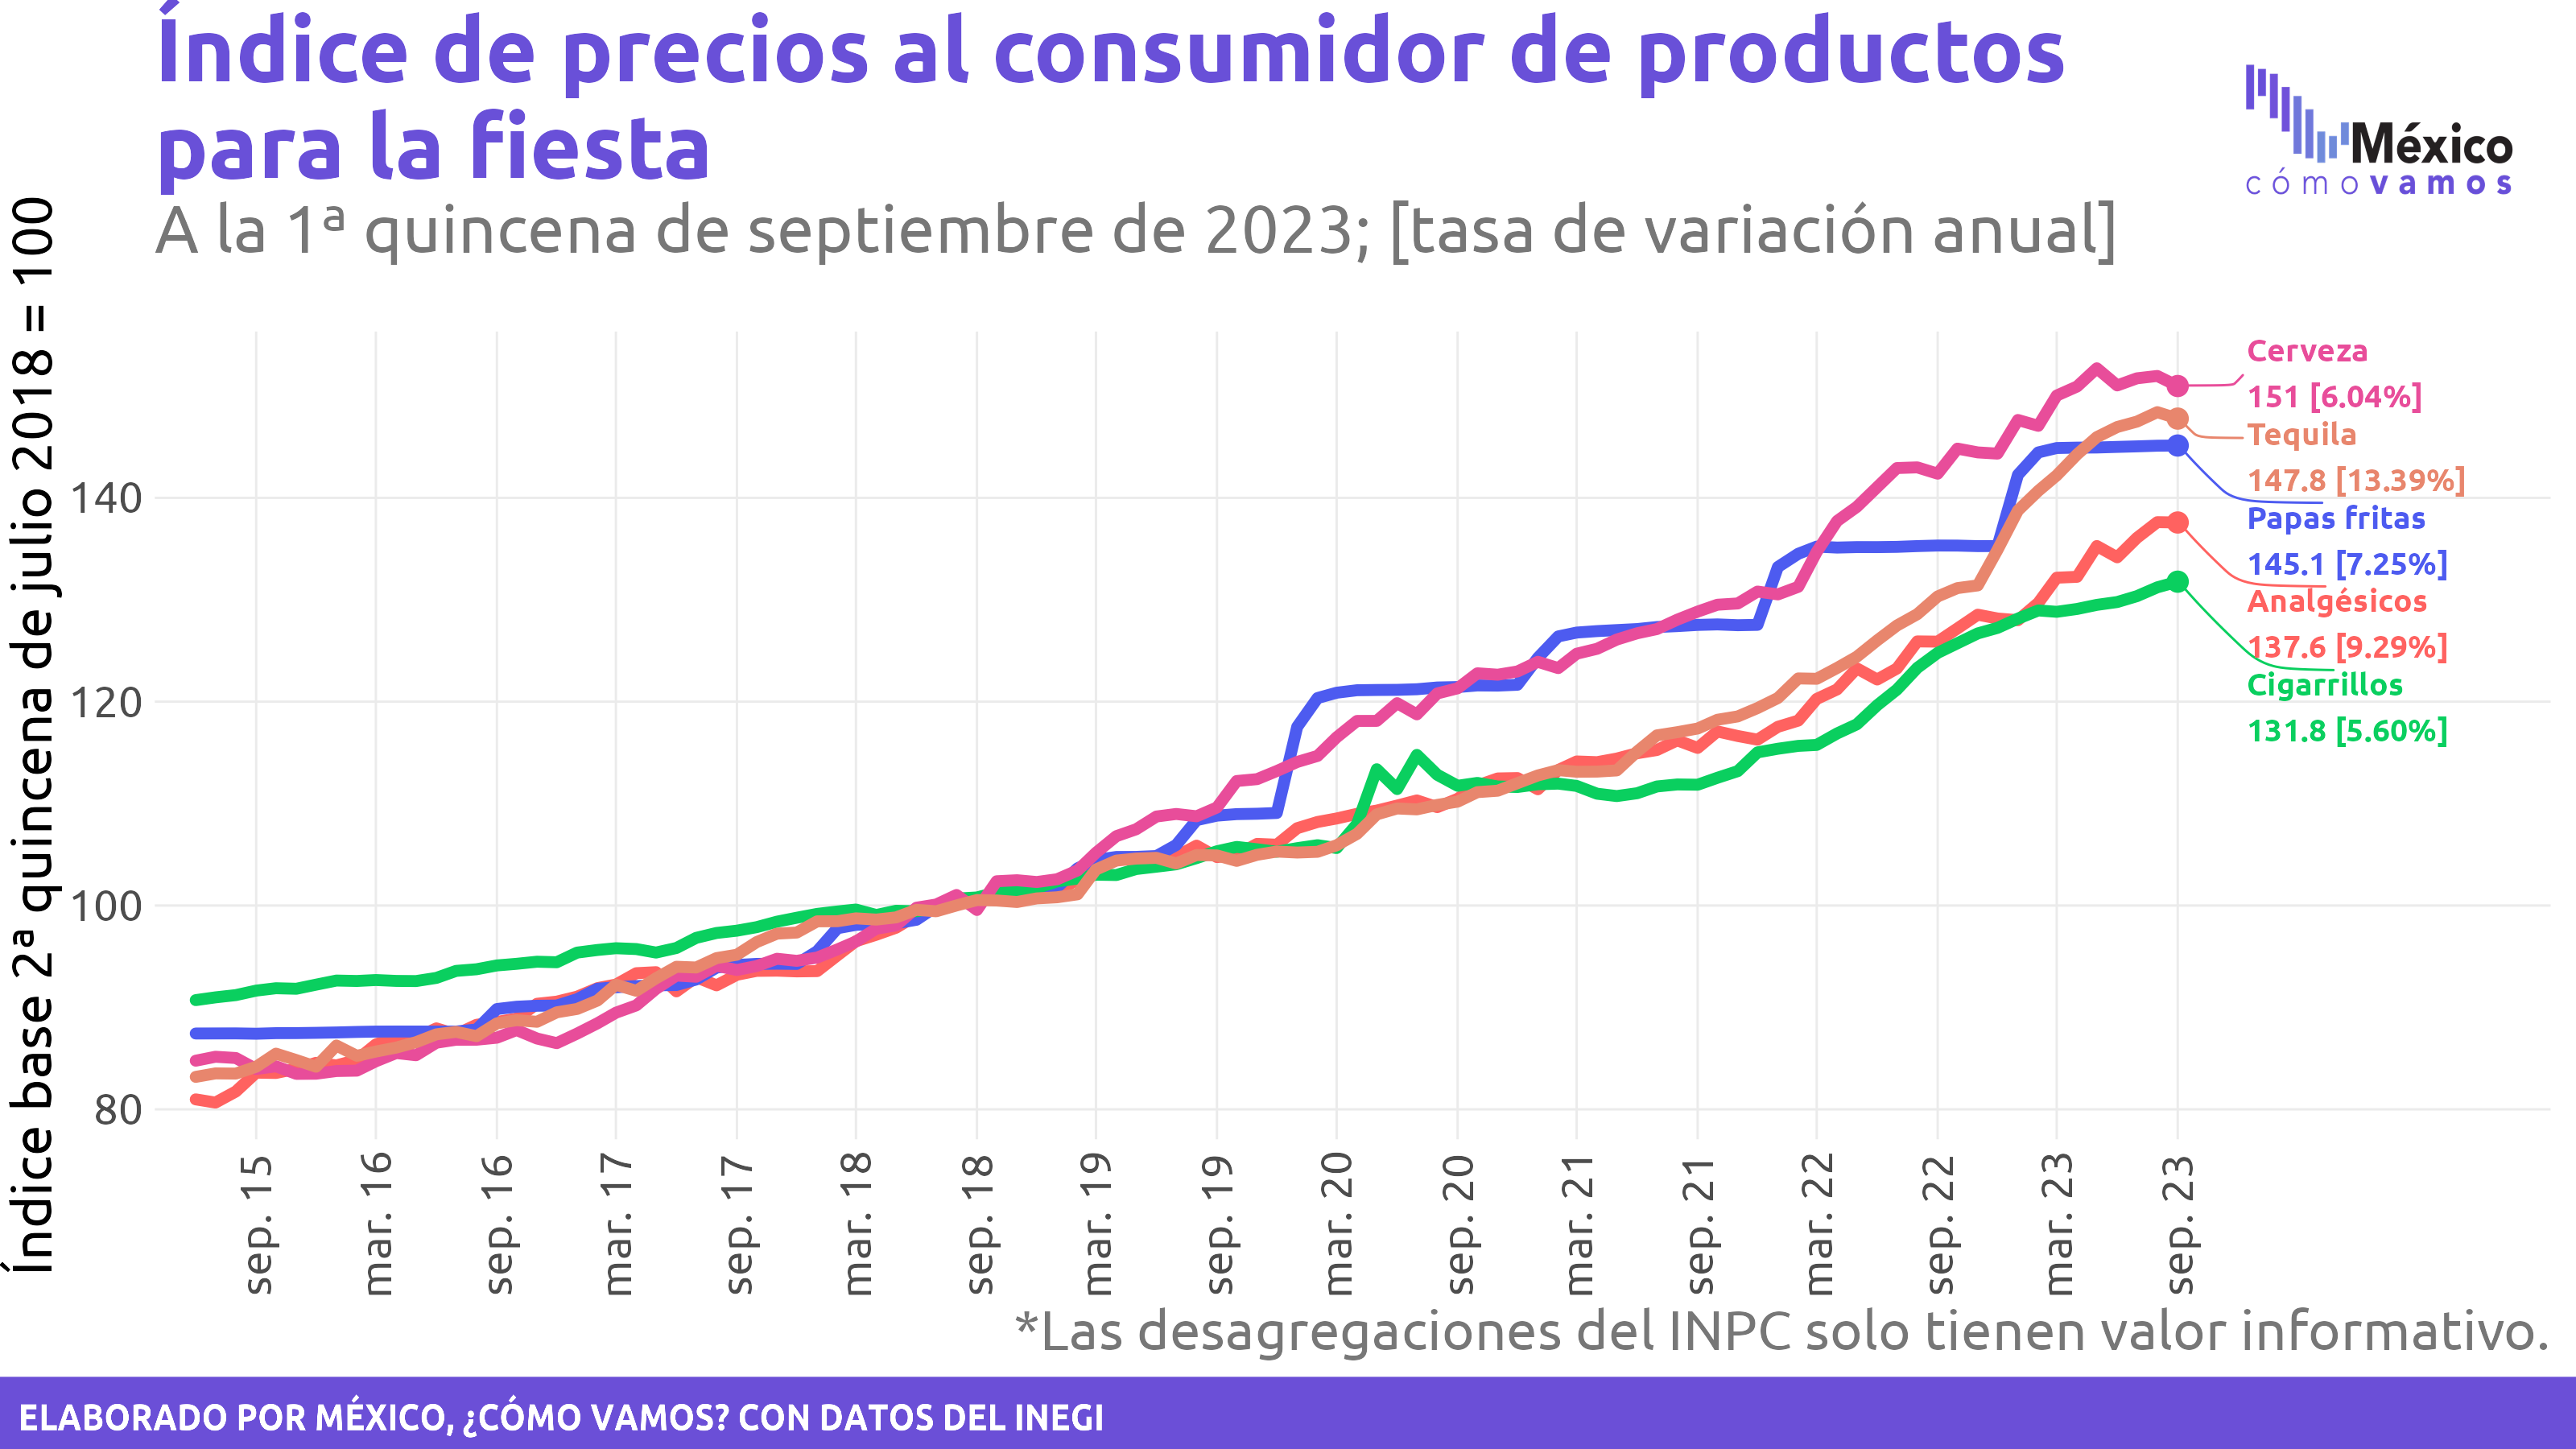 Índice de precios al consumidor de productos
para la fiesta
A la 1ª quincena de septiembre de 2023; [tasa de variación anual]
México
cómo vamos
Índice base 2ª quincena de julio 2018 = 100
140
120
100
80
Cerveza
151 [6.04%]
Tequila
147.8 [13.39%]
Papas fritas
145.1 [7.25%]
Analgésicos
137.6 [9.29%]
Cigarrillos
131.8 [5.60%]
sep. 15
mar. 16
sep. 16
mar. 17
sep. 17
mar. 18
sep. 18
mar. 19
sep. 19
mar. 20
sep. 20
mar. 21
sep. 21
mar. 22
sep. 22
mar. 23
sep. 23
*Las desagregaciones del INPC solo tienen valor informativo.
ELABORADO POR MÉXICO, ¿CÓMO VAMOS? CON DATOS DEL INEGI